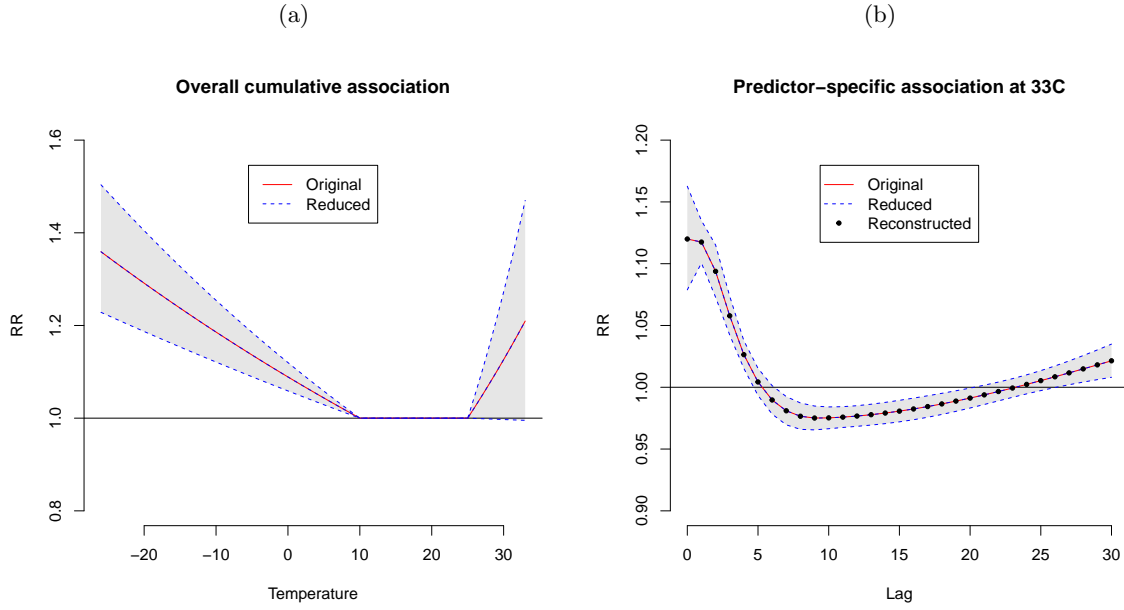 (a)
Overall cumulative association
RR
1.6
1.4
1.2
1.0
0.8
Original
Reduced
−20 −10 0 10 20 30
Temperature
(b)
Predictor−specific association at 33C
RR
1.20
1.15
1.10
1.05
1.00
0.95
0.90
Original
Reduced
Reconstructed
0 5 10 15 20 25 30
Lag